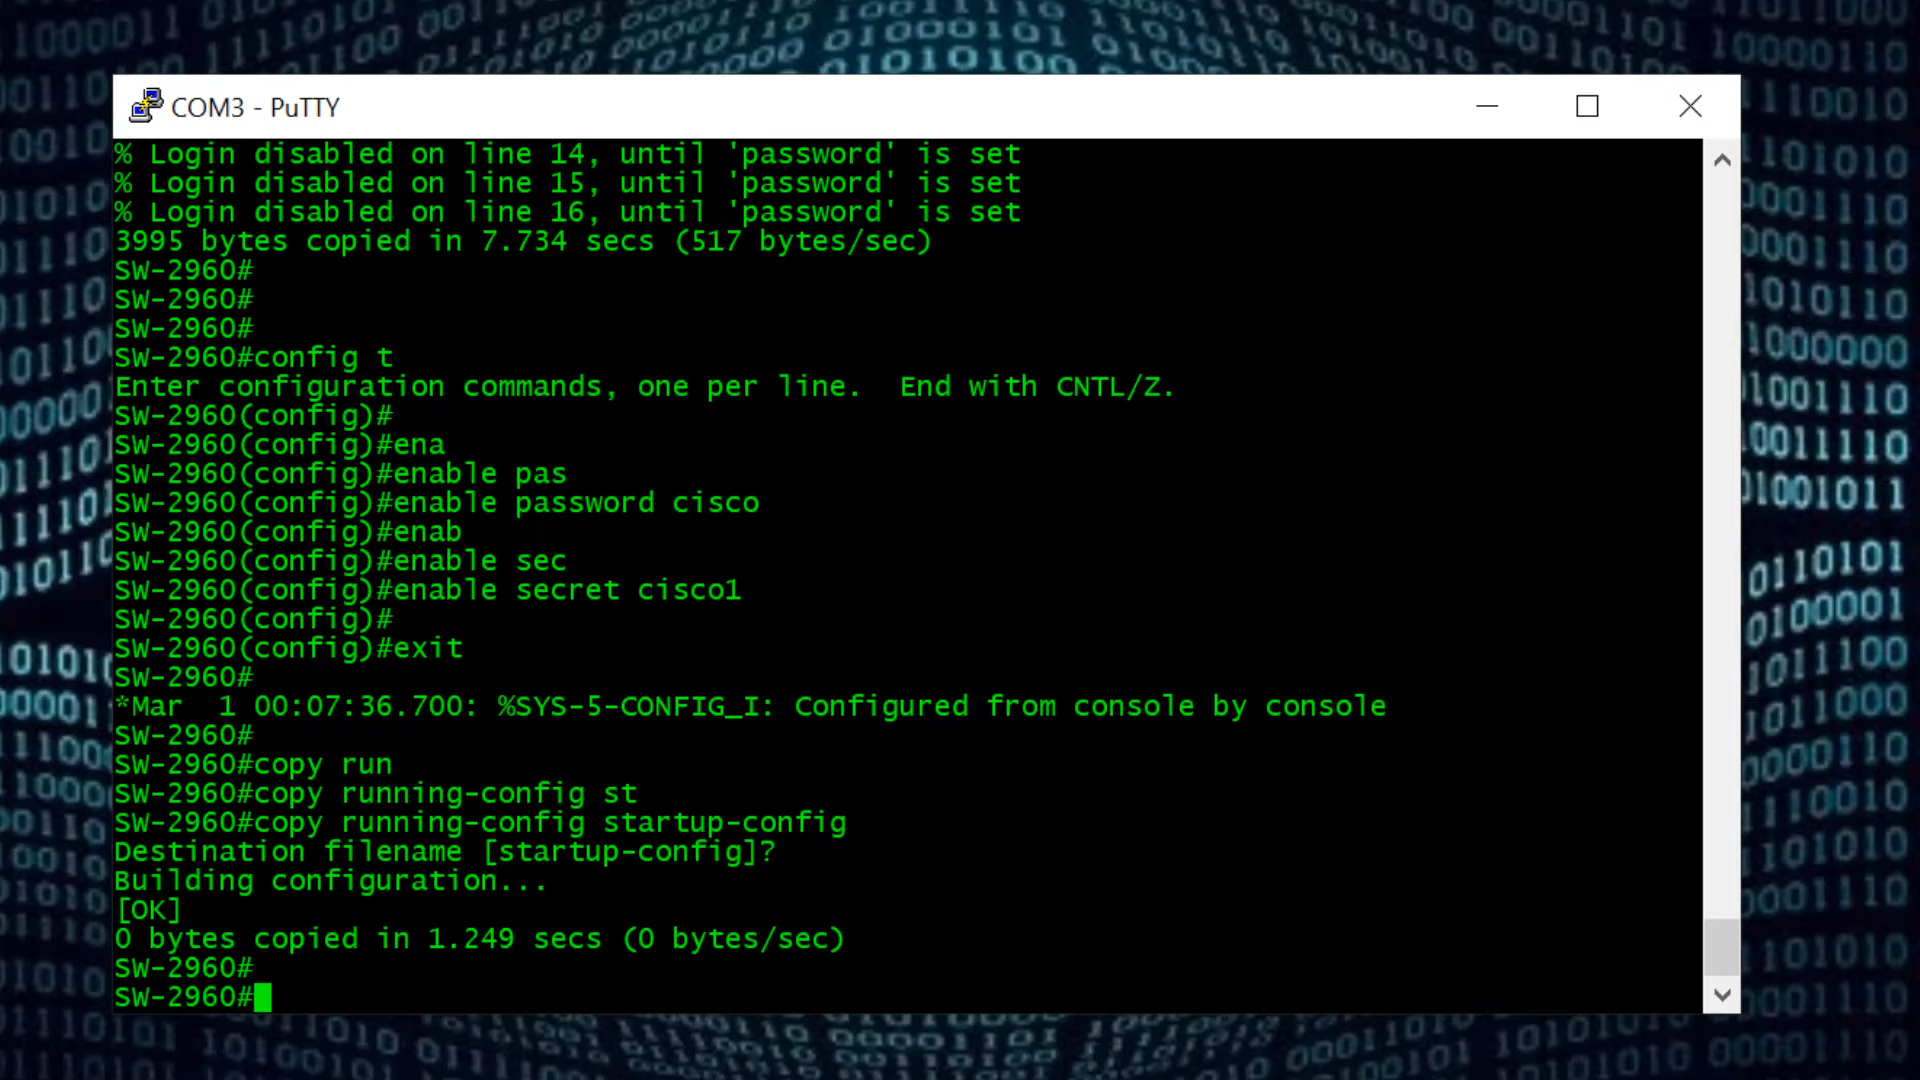 COM3 - PuTTY
% Login disabled on line 14, until 'password' is set
% Login disabled on line 15, until 'password' is set
% Login disabled on line 16, until 'password' is set
3995 bytes copied in 7.734 secs (517 bytes/sec)
SW-2960#
SW-2960#
SW-2960#
SW-2960#config t
Enter configuration commands, one per line.  End with CNTL/Z.
SW-2960(config)#
SW-2960(config)#ena
SW-2960(config)#enable pas
SW-2960(config)#enable password cisco
SW-2960(config)#enab
SW-2960(config)#enable sec
SW-2960(config)#enable secret cisco1
SW-2960(config)#
SW-2960(config)#exit
SW-2960#
*Mar  1 00:07:36.700: %SYS-5-CONFIG_I: Configured from console by console
SW-2960#
SW-2960#copy run
SW-2960#copy running-config st
SW-2960#copy running-config startup-config
Destination filename [startup-config]?
Building configuration...
[OK]
0 bytes copied in 1.249 secs (0 bytes/sec)
SW-2960#
SW-2960#